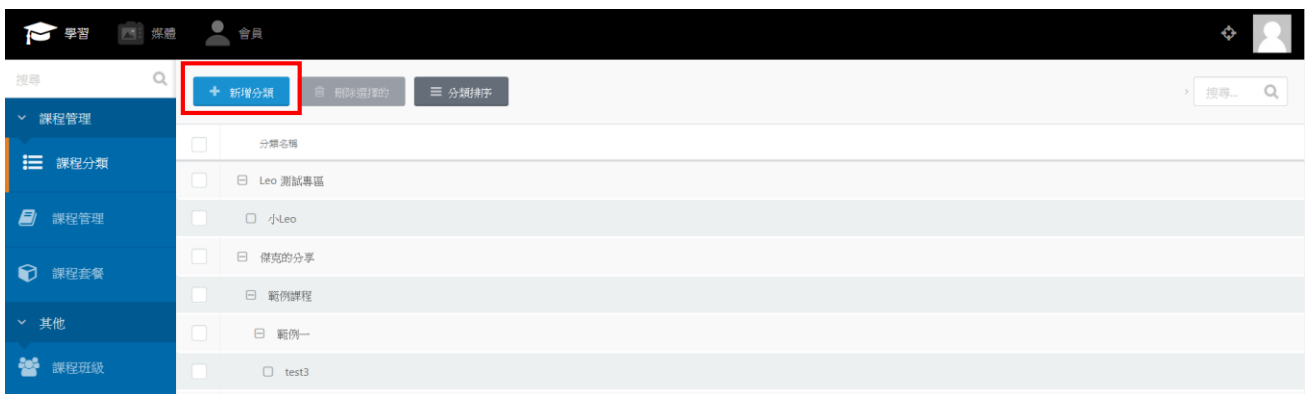 學習 媒體 會員
搜尋
+ 新增分類 刪除選擇的 分類排序 搜尋...
課程管理
分類名稱
課程分類
Leo 測試專區
課程管理
小Leo
傑克的分享
課程套餐
範例課程
其他
範例一
課程班級
test3